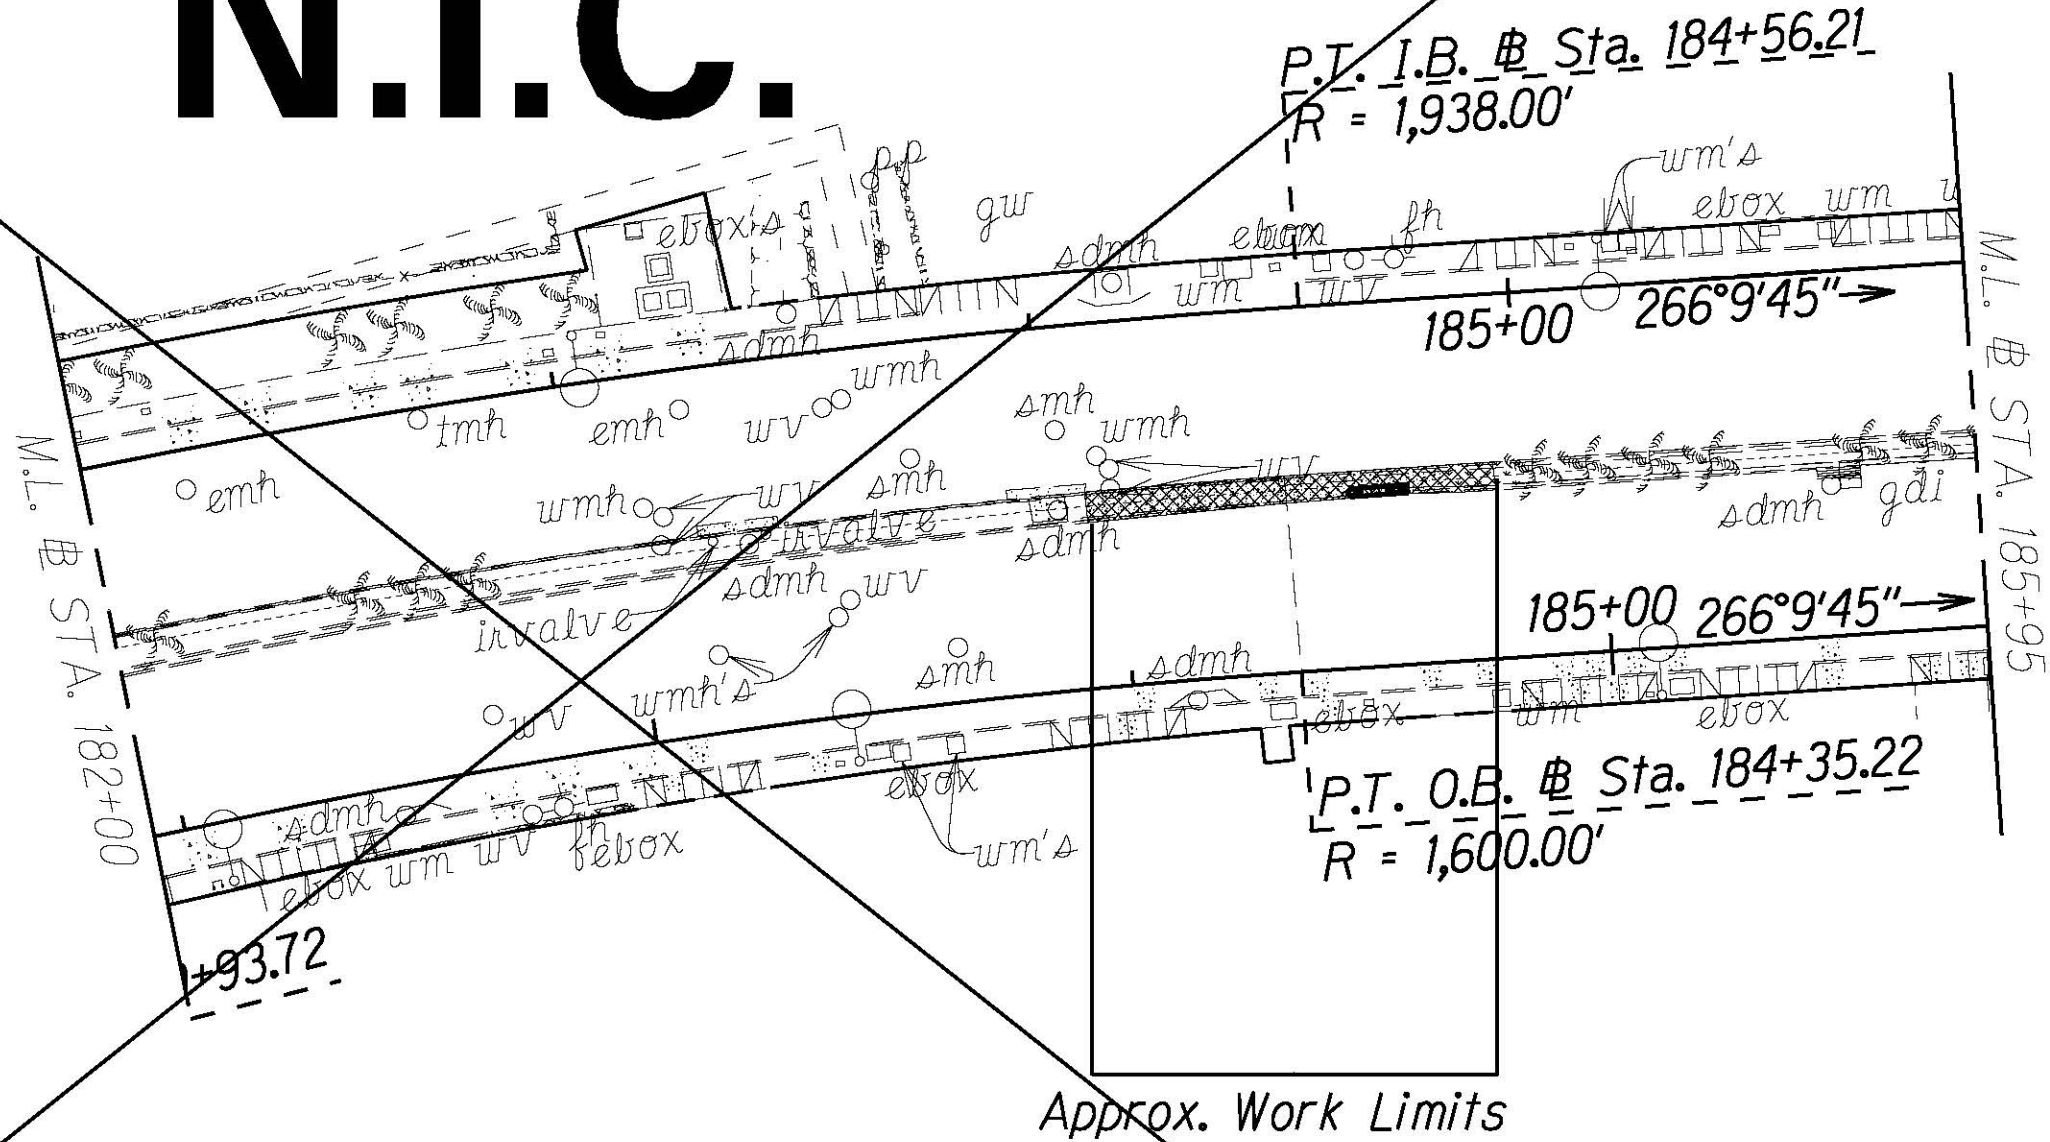 N.I.C.
P.T. I.B. BL Sta. 184+56.21
R = 1,938.00'
wm's
pp
gw
ebox's
sdmh
fh
ebox
wm
wm
wv
185+00
266°9'45"
sdmh
wmh
tmh
emh
wv
smh
wmh
emh
wmh
wv
smh
wv
irvalve
sdmh
sdmh
gdi
sdmh
wv
irvalve
185+00
266°9'45"
smh
sdmh
wmh's
wv
ebox
wm
ebox
ebox
sdmh
fh
ebox
wm's
ebox
wm
wv
P.T. O.B. BL Sta. 184+35.22
R = 1,600.00'
+93.72
M.L. BL STA. 182+00
M.L. BL STA. 185+95
Approx. Work Limits